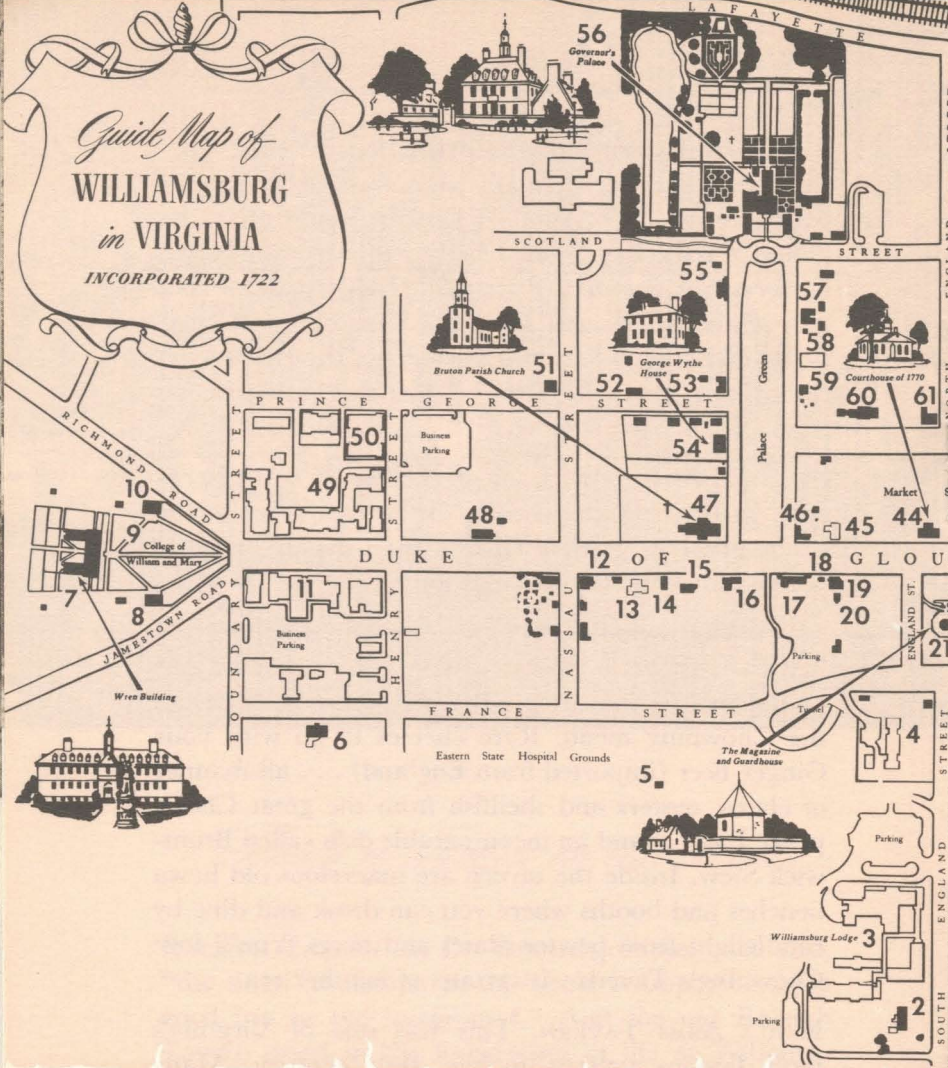 Guide Map of
WILLIAMSBURG
in VIRGINIA
INCORPORATED 1722
LAFAYETTE
56
Governor's
Palace
SCOTLAND
STREET
55
57
58
Bruton Parish Church
51
STREET
George Wythe
House
52
53
Green
Palace
59
Courthouse of 1770
60
61
PRINCE
GEORGE
STREET
RICHMOND ROAD
STREET
50
STREET
Business
Parking
54
49
10
9
College of
William and Mary
48
47
Market
46
45
44
DUKE
OF
GLOU
7
8
JAMESTOWN ROAD
11
Business
Parking
HENRY
BOUNDARY
12
13
14
15
16
17
18
19
20
NASSAU
ENGLAND ST.
21
Parking
Wren Building
FRANCE
STREET
Tunnel
6
Eastern State Hospital Grounds
The Magazine
and Guardhouse
4
STREET
5
Parking
Williamsburg Lodge
3
ENGLAND
Parking
2
SOUTH